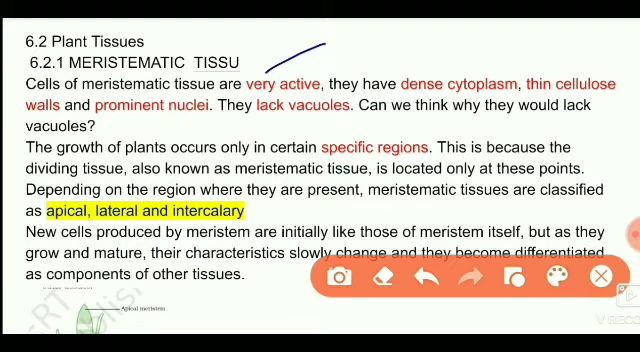 6.2 Plant Tissues
6.2.1 MERISTEMATIC TISSU
Cells of meristematic tissue are very active, they have dense cytoplasm, thin cellulose
walls and prominent nuclei. They lack vacuoles. Can we think why they would lack
vacuoles?
The growth of plants occurs only in certain specific regions. This is because the
dividing tissue, also known as meristematic tissue, is located only at these points.
Depending on the region where they are present, meristematic tissues are classified
as apical, lateral and intercalary
New cells produced by meristem are initially like those of meristem itself, but as they
grow and mature, their characteristics slowly change and they become differentiated
as components of other tissues.
Apical meristem